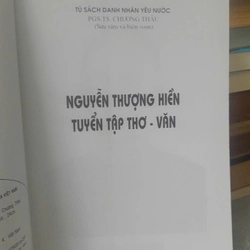 TỦ SÁCH DANH NHÂN YÊU NƯỚC
PGS.TS. CHƯƠNG THÂU
(Sưu tầm và biên soạn)
NGUYỄN THƯỢNG HIỀN
TUYỂN TẬP THƠ - VĂN